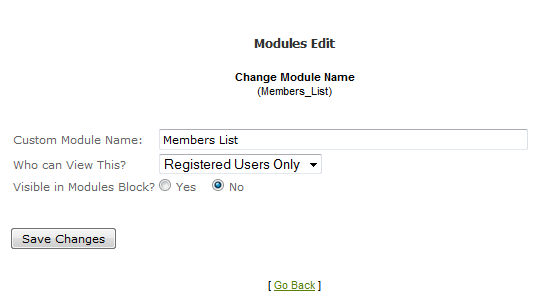 Modules Edit
Change Module Name
(Members_List)
Custom Module Name: Members List
Who can View This? Registered Users Only
Visible in Modules Block? Yes No
Save Changes
[ Go Back ]